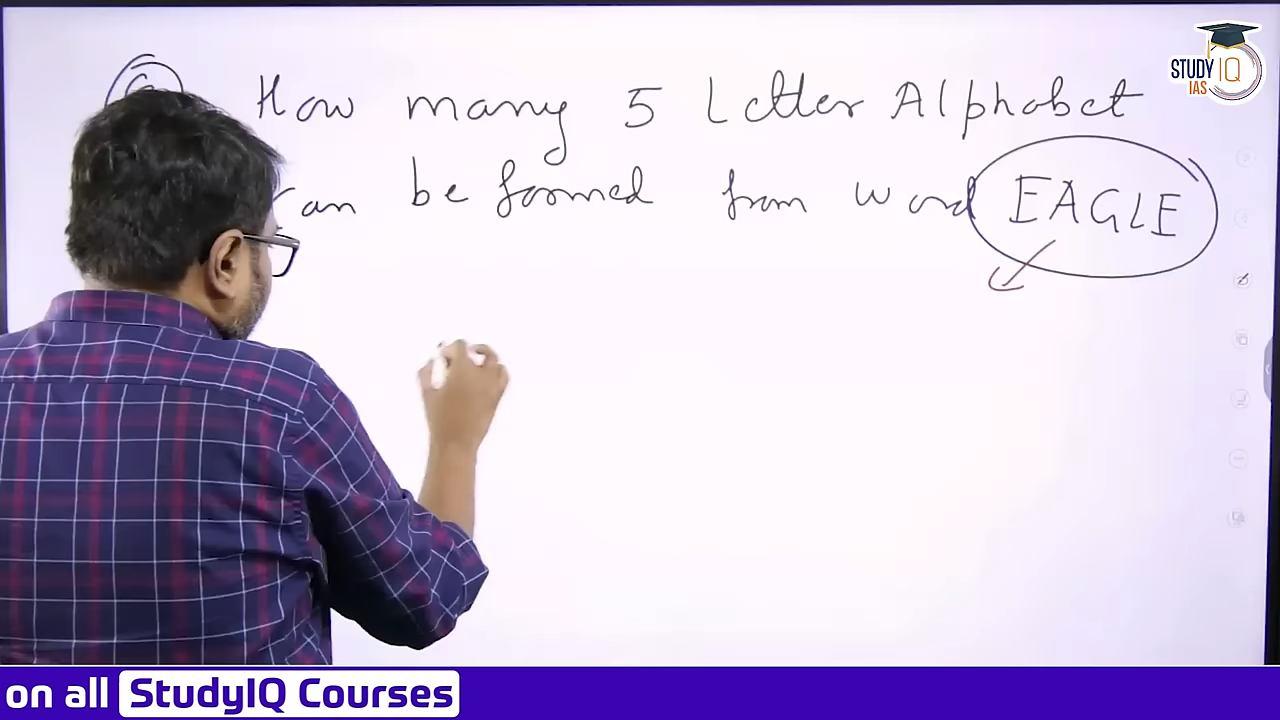 How many 5 Letter Alphabet
can be formed from word EAGLE
STUDY IQ
IAS
on all StudyIQ Courses